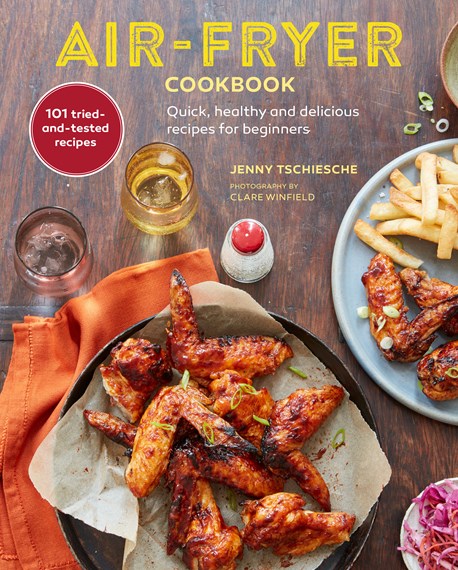 AIR-FRYER
COOKBOOK
101 tried-
and-tested
recipes
Quick, healthy and delicious
recipes for beginners
JENNY TSCHIESCHE
PHOTOGRAPHY BY
CLARE WINFIELD